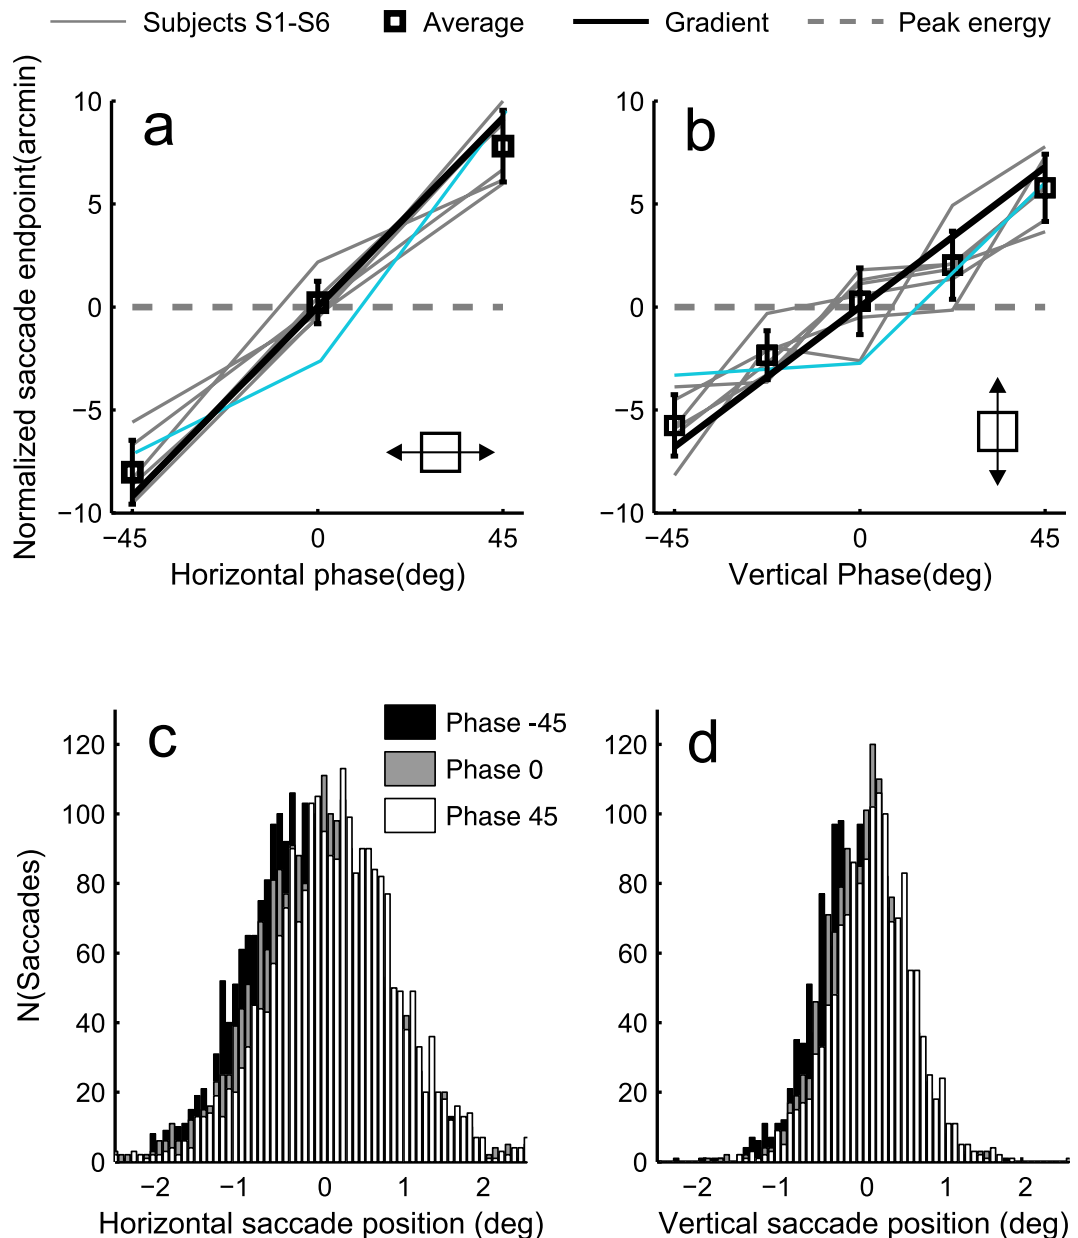 Subjects S1-S6 Average Gradient Peak energy
a
b
Normalized saccade endpoint(arcmin)
10
5
0
−5
−10
−45 0 45
Horizontal phase(deg)
10
5
0
−5
−10
−45 0 45
Vertical Phase(deg)
c
Phase -45
Phase 0
Phase 45
d
N(Saccades)
120
100
80
60
40
20
0
−2 −1 0 1 2
Horizontal saccade position (deg)
120
100
80
60
40
20
0
−2 −1 0 1 2
Vertical saccade position (deg)